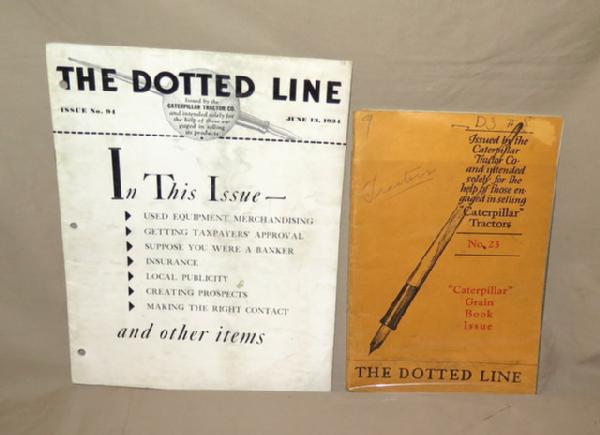 THE DOTTED LINE
Issued by the
CATERPILLAR TRACTOR CO.
and intended solely for
the help of those en-
gaged in selling
its products
ISSUE No. 94
JUNE 15, 1934
In This Issue—
USED EQUIPMENT MERCHANDISING
GETTING TAXPAYERS' APPROVAL
SUPPOSE YOU WERE A BANKER
INSURANCE
LOCAL PUBLICITY
CREATING PROSPECTS
MAKING THE RIGHT CONTACT
and other items
D3 #
Tractors
Issued by the
Caterpillar
Tractor Co.
and intended
solely for the
help of those en-
gaged in selling
"Caterpillar"
Tractors
No. 23
"Caterpillar"
Grain
Book
Issue
THE DOTTED LINE